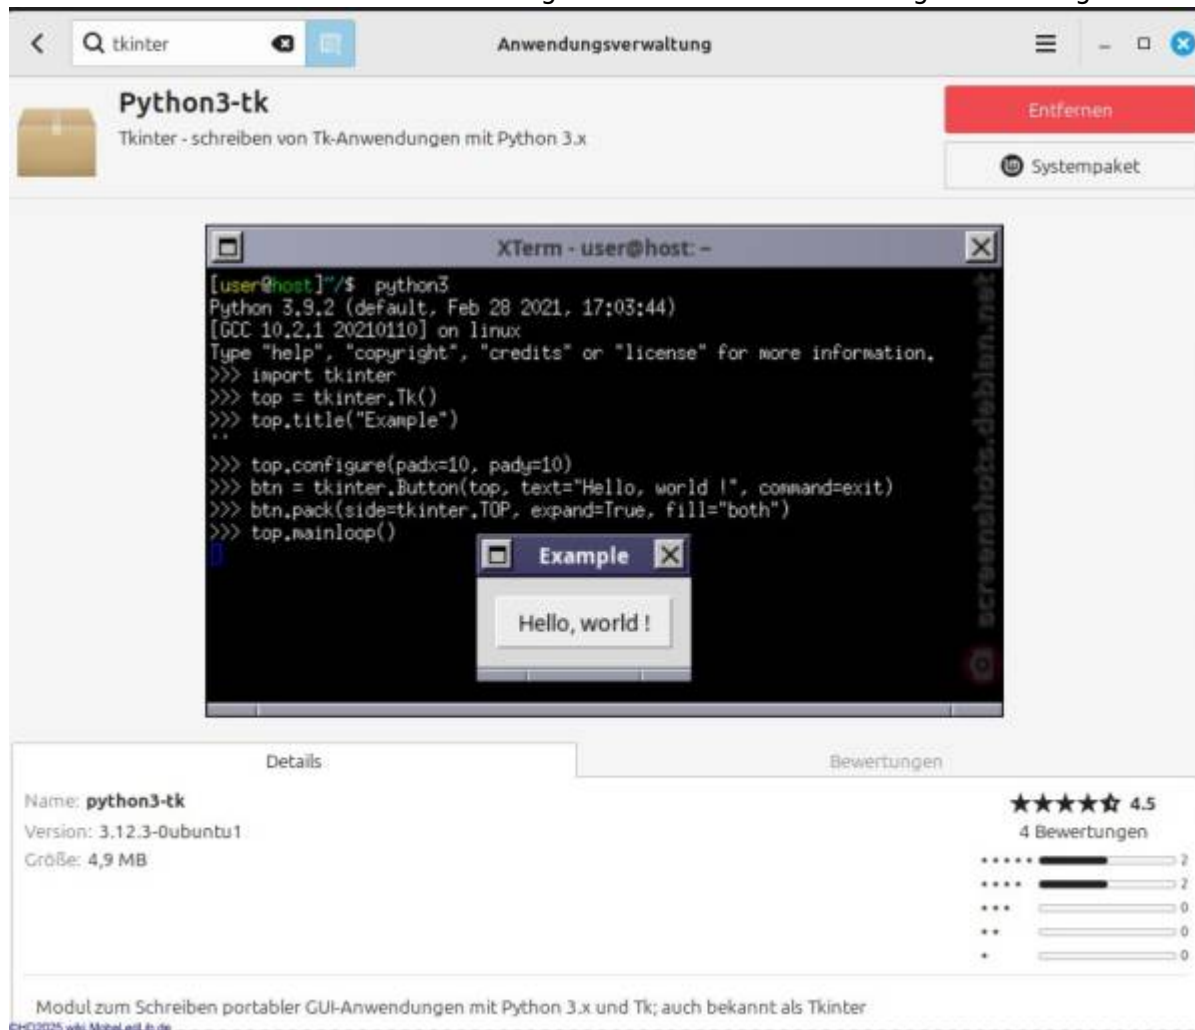 tkinter
Anwendungsverwaltung
Python3-tk
Tkinter - schreiben von Tk-Anwendungen mit Python 3.x
Entfernen
Systempaket
XTerm - user@host: ~
[user@host]~/$ python3
Python 3.9.2 (default, Feb 28 2021, 17:03:44)
[GCC 10.2.1 20210110] on linux
Type "help", "copyright", "credits" or "license" for more information.
>>> import tkinter
>>> top = tkinter.Tk()
>>> top.title("Example")
''
>>> top.configure(padx=10, pady=10)
>>> btn = tkinter.Button(top, text="Hello, world !", command=exit)
>>> btn.pack(side=tkinter.TOP, expand=True, fill="both")
>>> top.mainloop()
Example
Hello, world !
screenshots.debian.net
Details
Bewertungen
Name: python3-tk
Version: 3.12.3-0ubuntu1
Größe: 4,9 MB
4.5
4 Bewertungen
2
2
0
0
0
Modul zum Schreiben portabler GUI-Anwendungen mit Python 3.x und Tk; auch bekannt als Tkinter